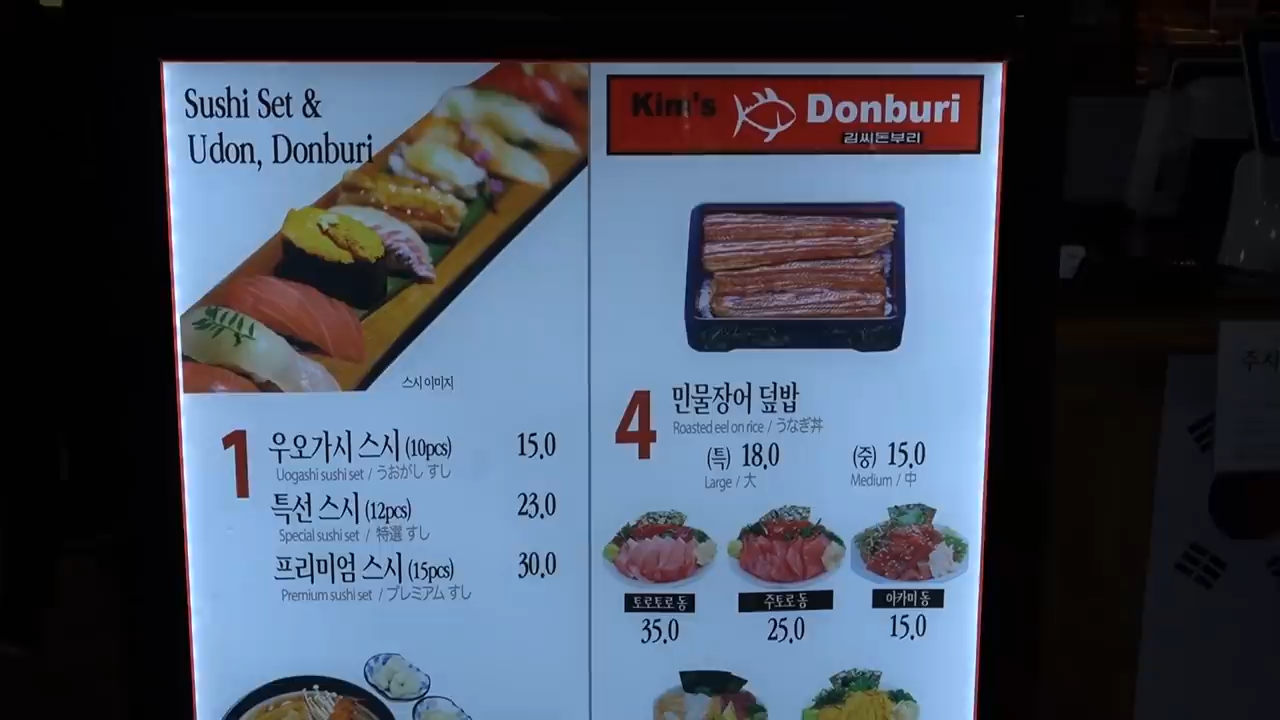 Sushi Set &
Udon, Donburi
스시 이미지
1
우오가시 스시 (10pcs) 15.0
Uogashi sushi set / うおがし すし
특선 스시 (12pcs) 23.0
Special sushi set / 特選 すし
프리미엄 스시 (15pcs) 30.0
Premium sushi set / プレミアム すし
Kim's Donburi
김씨돈부리
4
민물장어 덮밥
Roasted eel on rice / うなぎ丼
(특) 18.0 (중) 15.0
Large / 大 Medium / 中
토로토로 동 주토로 동 아카미 동
35.0 25.0 15.0